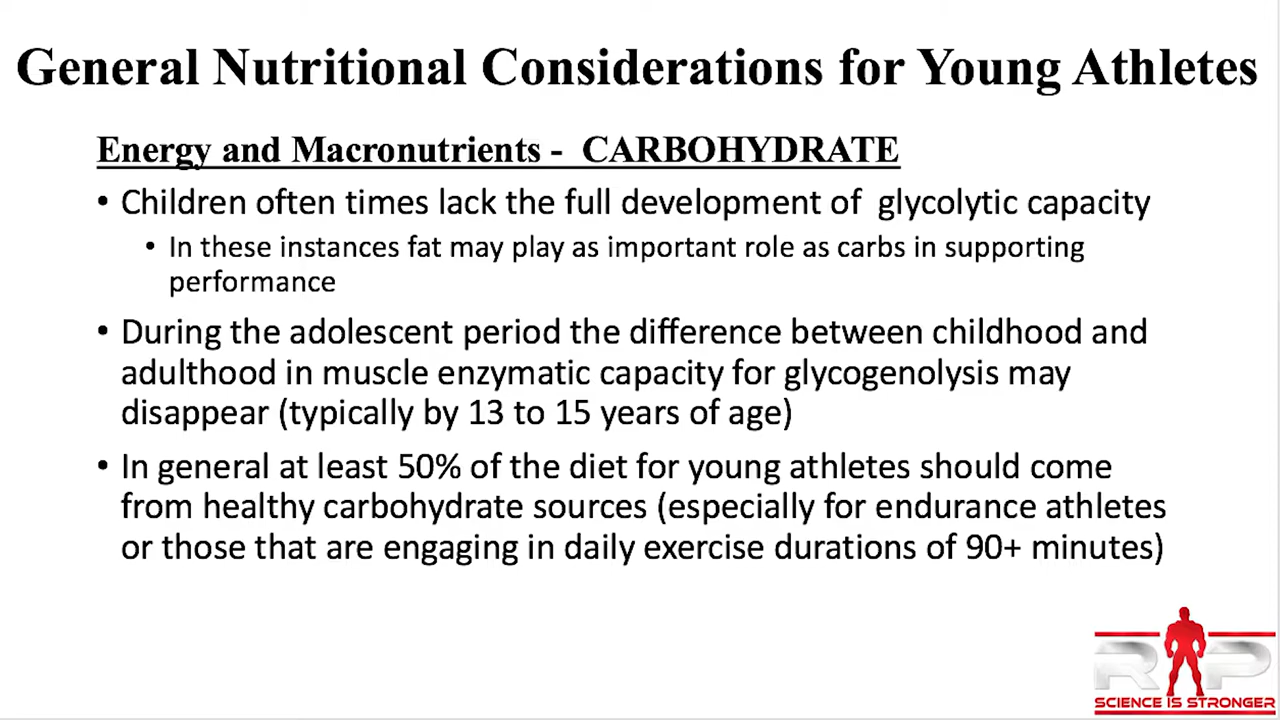 General Nutritional Considerations for Young Athletes
Energy and Macronutrients - CARBOHYDRATE
• Children often times lack the full development of glycolytic capacity
• In these instances fat may play as important role as carbs in supporting
performance
• During the adolescent period the difference between childhood and
adulthood in muscle enzymatic capacity for glycogenolysis may
disappear (typically by 13 to 15 years of age)
• In general at least 50% of the diet for young athletes should come
from healthy carbohydrate sources (especially for endurance athletes
or those that are engaging in daily exercise durations of 90+ minutes)
RP
SCIENCE IS STRONGER